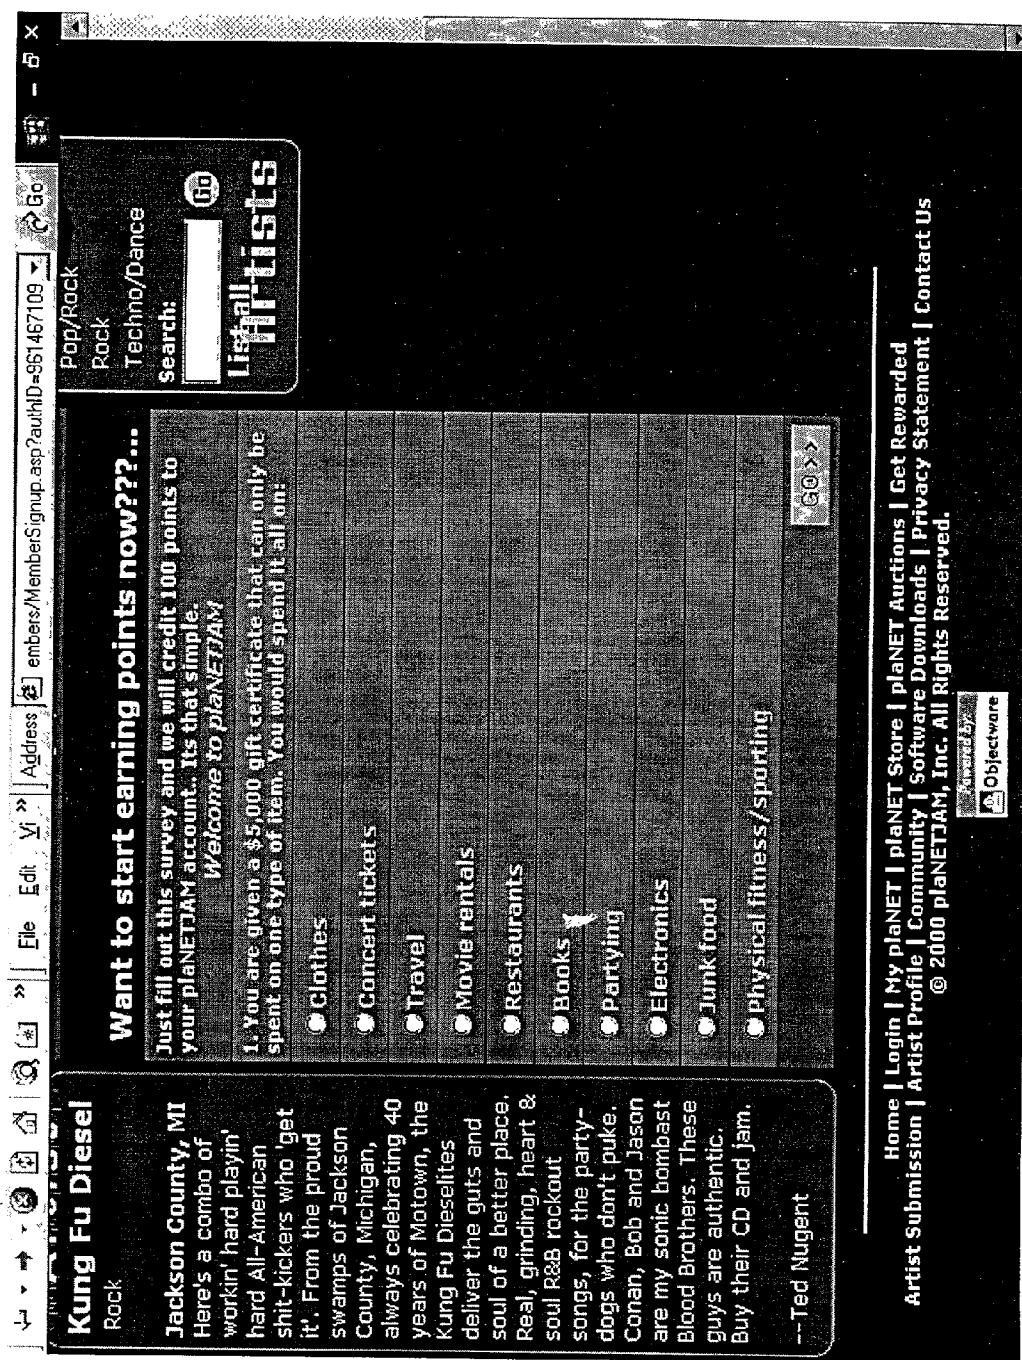 File Edit Vi » Address embers/MemberSignup.asp?authID=961467109 Go
Kung Fu Diesel
Rock
Jackson County, MI
Here's a combo of
workin' hard playin'
hard All-American
shit-kickers who 'get
it'. From the proud
swamps of Jackson
County, Michigan,
always celebrating 40
years of Motown, the
Kung Fu Dieselites
deliver the guts and
soul of a better place.
Real, grinding, heart &
soul R&B rockout
songs, for the party-
dogs who don't puke.
Conan, Bob and Jason
are my sonic bombast
Blood Brothers. These
guys are authentic.
Buy their CD and jam.
--Ted Nugent
Want to start earning points now???...
Just fill out this survey and we will credit 100 points to
your plaNETJAM account. Its that simple.
Welcome to plaNETJAM
1. You are given a $5,000 gift certificate that can only be
spent on one type of item. You would spend it all on:
Clothes
Concert tickets
Travel
Movie rentals
Restaurants
Books
Partying
Electronics
Junk food
Physical fitness/sporting
GO >>
Pop/Rock
Rock
Techno/Dance
Search:
Go
List all
Artists
Home | Login | My plaNET | plaNET Store | plaNET Auctions | Get Rewarded
Artist Submission | Artist Profile | Community | Software Downloads | Privacy Statement | Contact Us
© 2000 plaNETJAM, Inc. All Rights Reserved.
Powered by:
Objectware